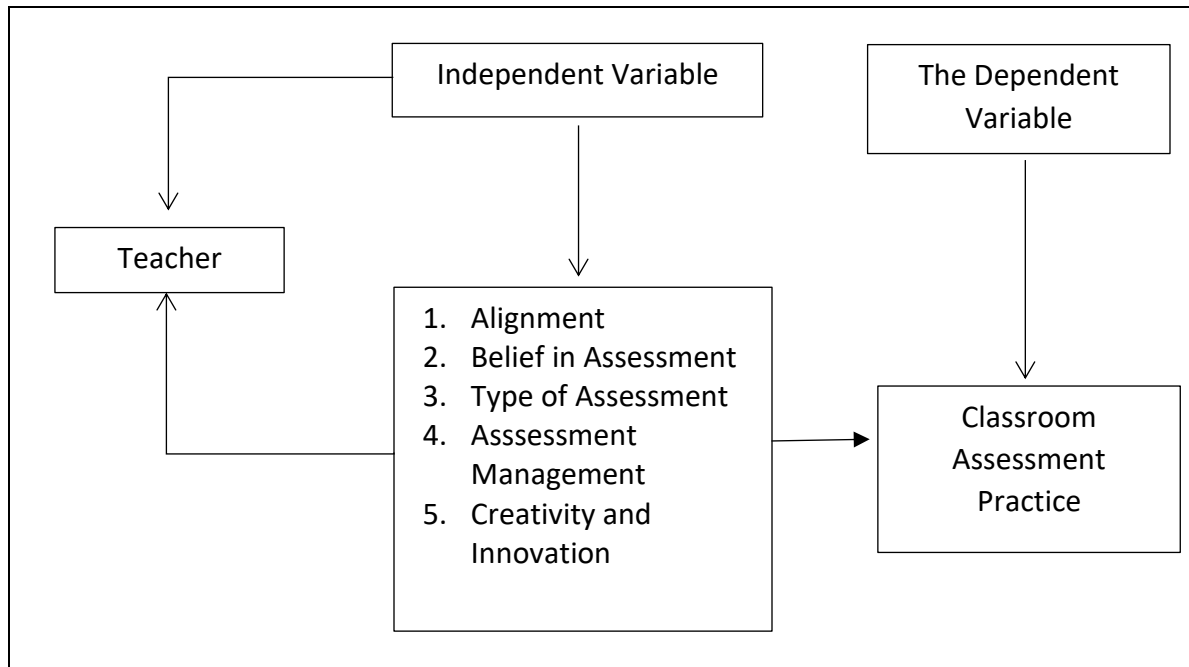 Independent Variable
The Dependent
Variable
Teacher
1. Alignment
2. Belief in Assessment
3. Type of Assessment
4. Asssessment
Management
5. Creativity and
Innovation
Classroom
Assessment
Practice